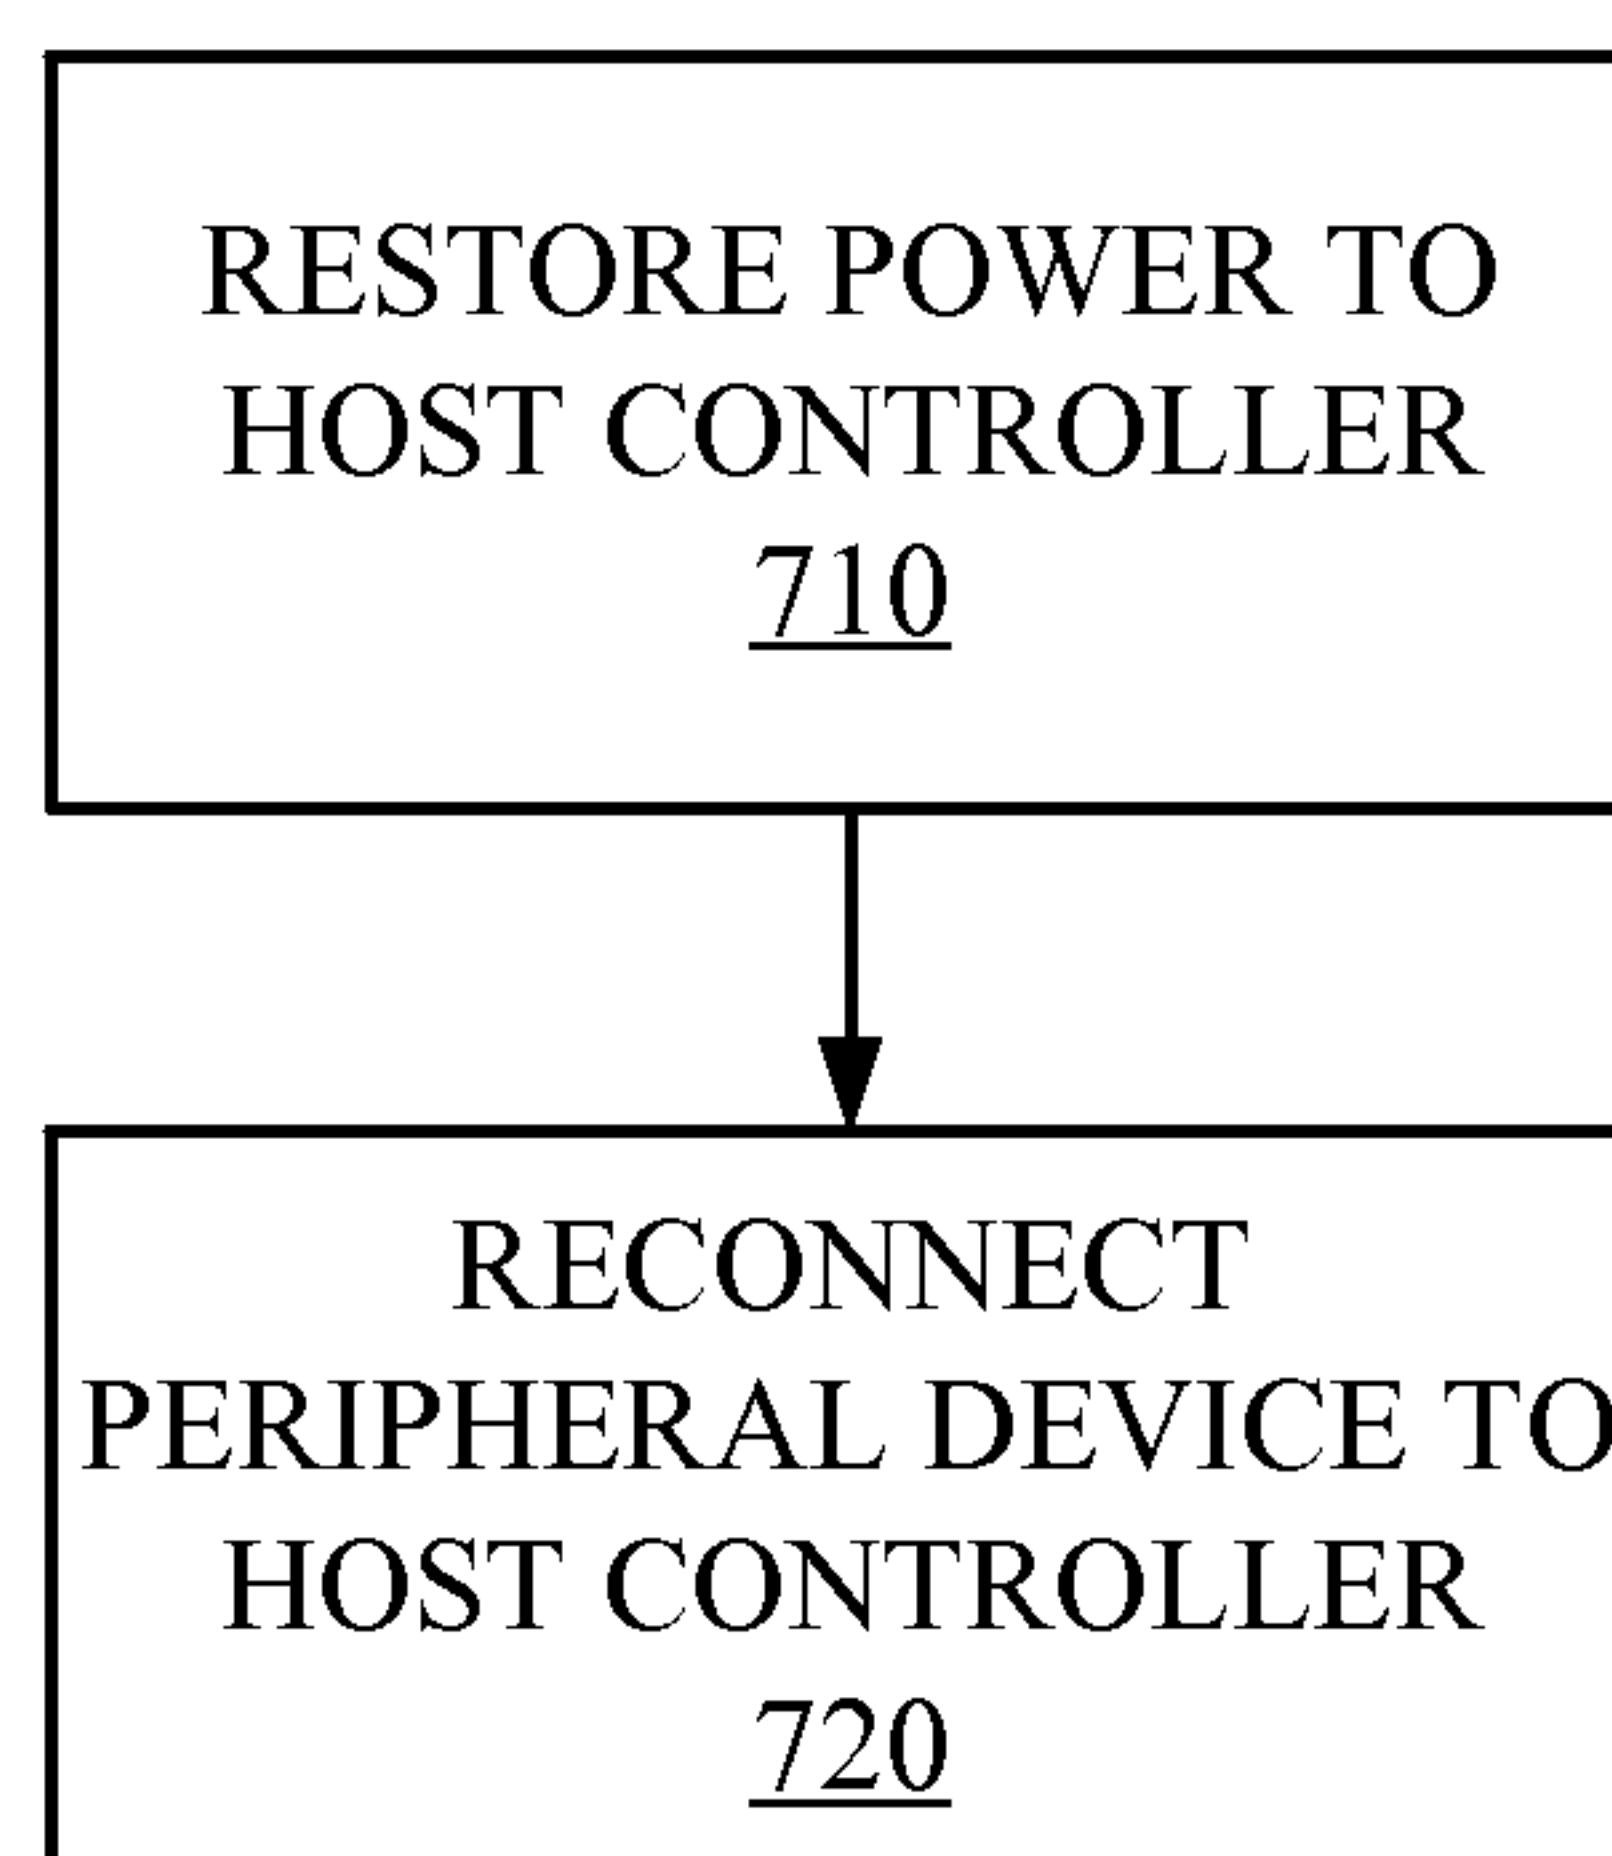 RESTORE POWER TO
HOST CONTROLLER
710
RECONNECT
PERIPHERAL DEVICE TO
HOST CONTROLLER
720